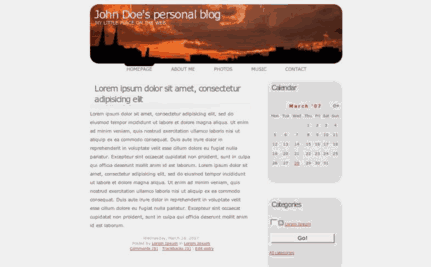 John Doe's personal blog
MY LITTLE PLACE ON THE WEB
HOMEPAGE ABOUT ME PHOTOS MUSIC CONTACT
Lorem ipsum dolor sit amet, consectetur
adipisicing elit
Lorem ipsum dolor sit amet, consectetur adipisicing elit, sed do
eiusmod tempor incididunt ut labore et dolore magna aliqua. Ut enim
ad minim veniam, quis nostrud exercitation ullamco laboris nisi ut
aliquip ex ea commodo consequat. Duis aute irure dolor in
reprehenderit in voluptate velit esse cillum dolore eu fugiat nulla
pariatur. Excepteur sint occaecat cupidatat non proident, sunt in culpa
qui officia deserunt mollit anim id est laborum. Lorem ipsum dolor sit
amet, consectetur adipisicing elit, sed do eiusmod tempor incididunt ut
labore et dolore magna aliqua. Ut enim ad minim veniam, quis nostrud
exercitation ullamco laboris nisi ut aliquip ex ea commodo consequat.
Duis aute irure dolor in reprehenderit in voluptate velit
esse cillum dolore eu fugiat nulla pariatur. Excepteur sint occaecat
cupidatat non proident, sunt in culpa qui officia deserunt mollit anim
id est laborum.
Posted by Lorem Ipsum in Lorem Ipsum
Comments (0) Trackbacks (0) Edit entry
Calendar
March '07
Mon Tue Wed Thu Fri Sat Sun
1 2 3 4
5 6 7 8 9 10 11
12 13 14 15 16 17 18
19 20 21 22 23 24 25
26 27 28 29 30 31
Categories
Lorem Ipsum
Go!
All categories